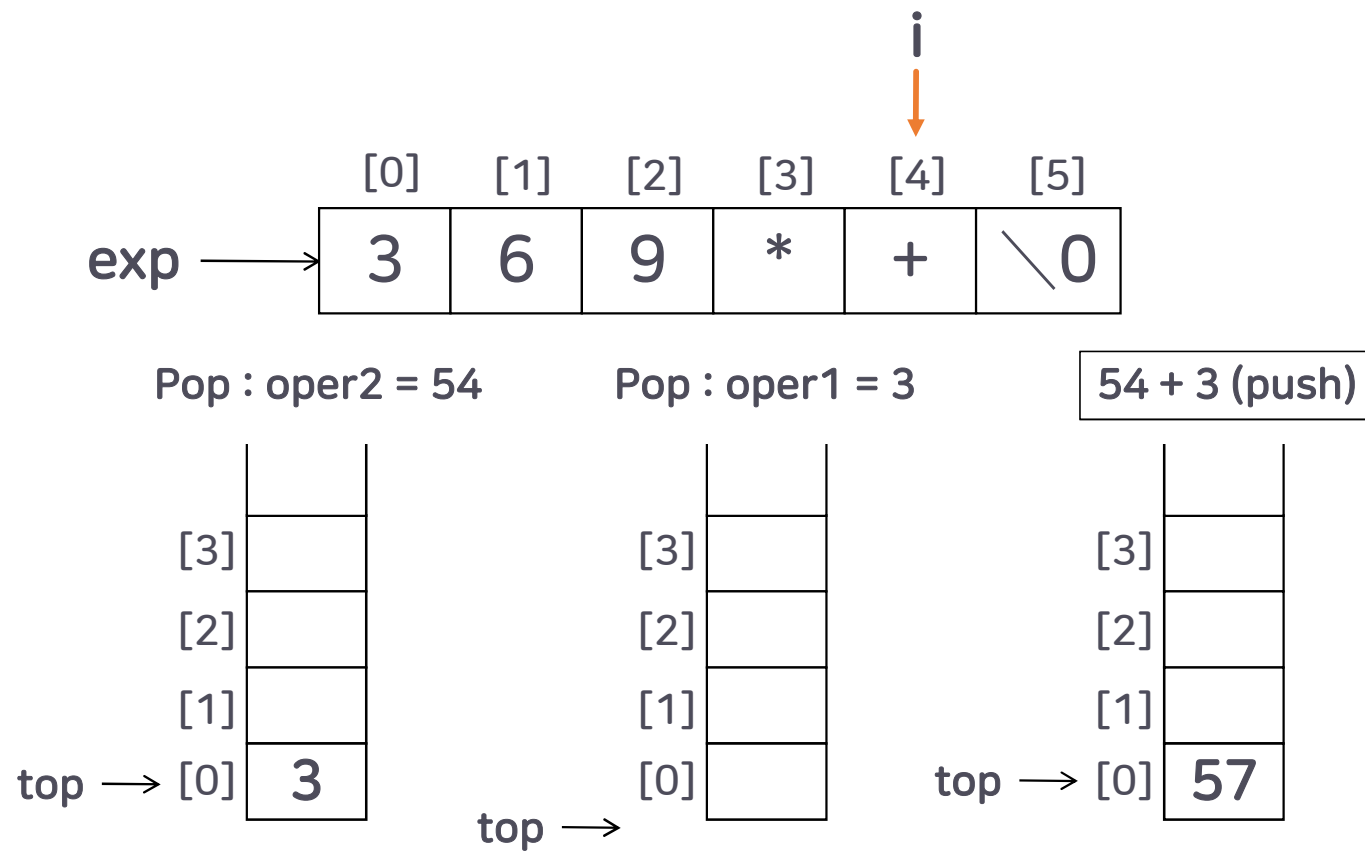 i
[0] [1] [2] [3] [4] [5]
exp 3 6 9 * + \0
Pop : oper2 = 54
Pop : oper1 = 3
54 + 3 (push)
[3] [3] [3]
[2] [2] [2]
[1] [1] [1]
top [0] 3 [0] top [0] 57
top